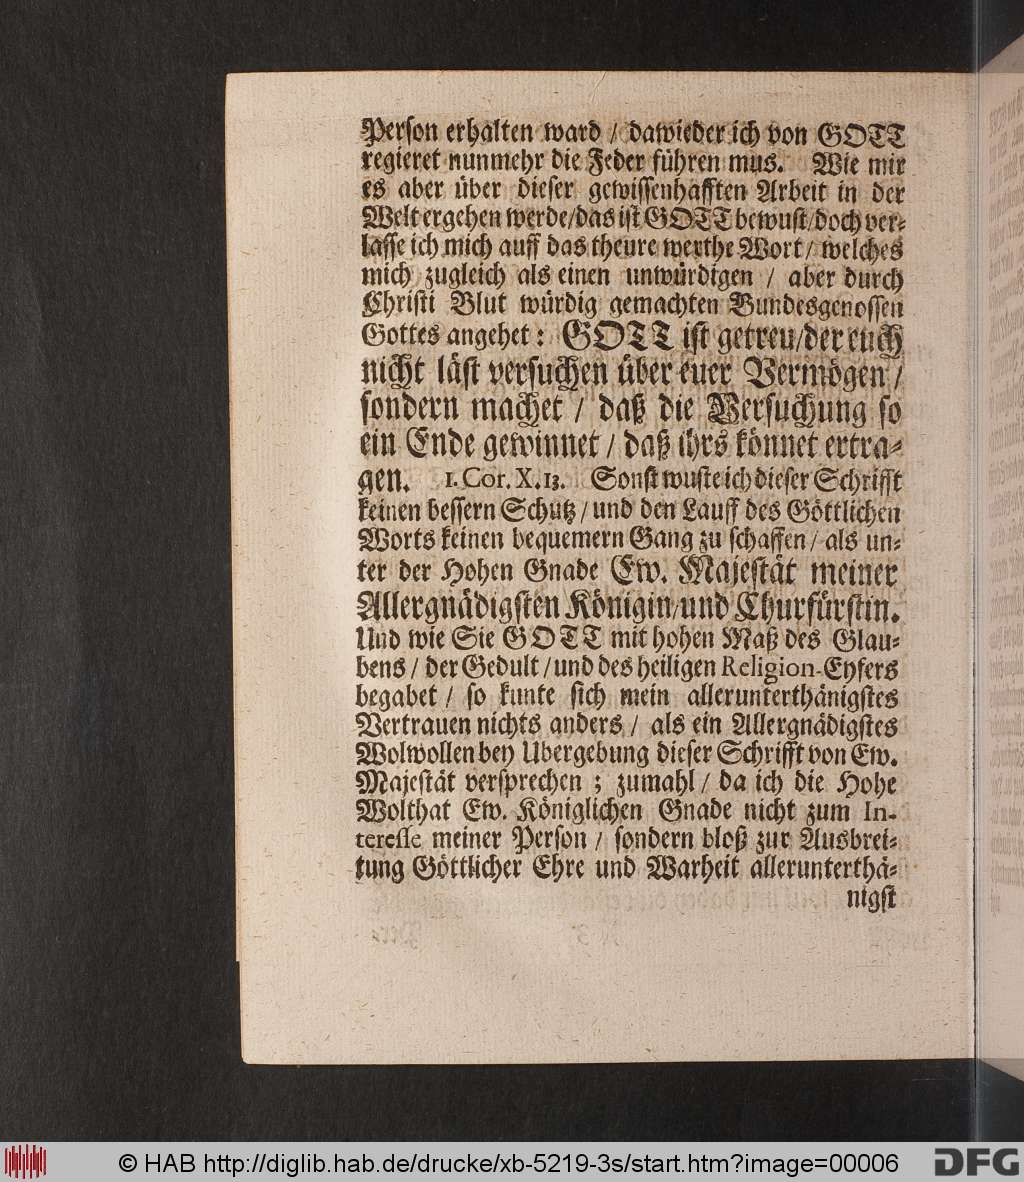 Person erhalten ward / dawieder ich von GOTT
regieret nunmehr die Feder führen mus. Wie mir
es aber über dieser gewissenhafften Arbeit in der
Welt ergehen werde/das ist GOTT bewust/doch ver-
lasse ich mich auff das theure werthe Wort / welches
mich zugleich als einen unwürdigen / aber durch
Christi Blut würdig gemachten Bundesgenossen
Gottes angehet: GOTT ist getreu/der euch
nicht läst versuchen über euer Vermögen /
sondern machet / daß die Versuchung so
ein Ende gewinnet / daß ihrs könnet ertra-
gen. 1. Cor. X. 13. Sonst wuste ich dieser Schrifft
keinen bessern Schutz / und den Lauff des Göttlichen
Worts keinen bequemern Gang zu schaffen / als un-
ter der Hohen Gnade Ew. Majestät meiner
Allergnädigsten Königin/und Churfürstin.
Und wie Sie GOTT mit hohen Maß des Glau-
bens / der Gedult / und des heiligen Religion-Eyfers
begabet / so kunte sich mein allerunterthänigstes
Vertrauen nichts anders / als ein Allergnädigstes
Wolwollen bey Ubergebung dieser Schrifft von Ew.
Majestät versprechen ; zumahl / da ich die Hohe
Wolthat Ew. Königlichen Gnade nicht zum In-
teresse meiner Person / sondern bloß zur Ausbrei-
tung Göttlicher Ehre und Warheit allerunterthä-
nigst
© HAB http://diglib.hab.de/drucke/xb-5219-3s/start.htm?image=00006
DFG